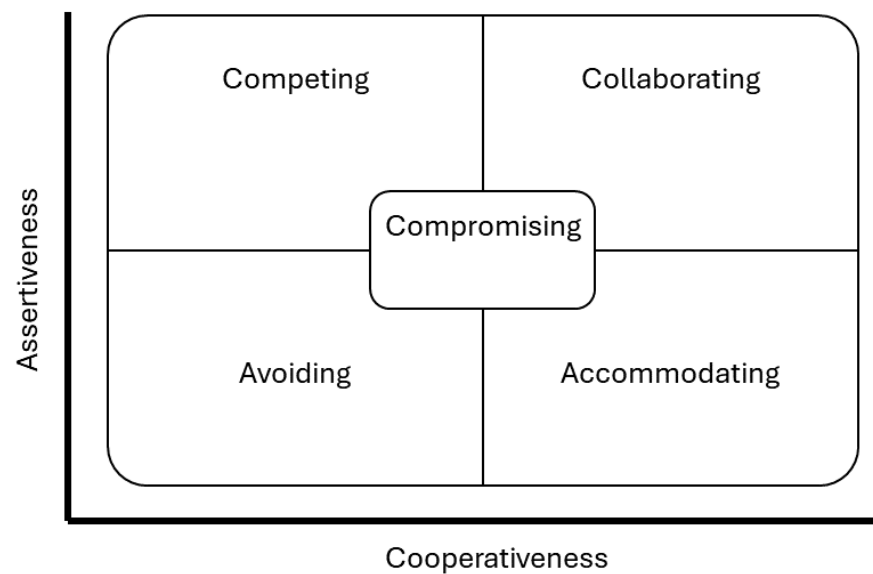 Competing
Collaborating
Compromising
Assertiveness
Avoiding
Accommodating
Cooperativeness